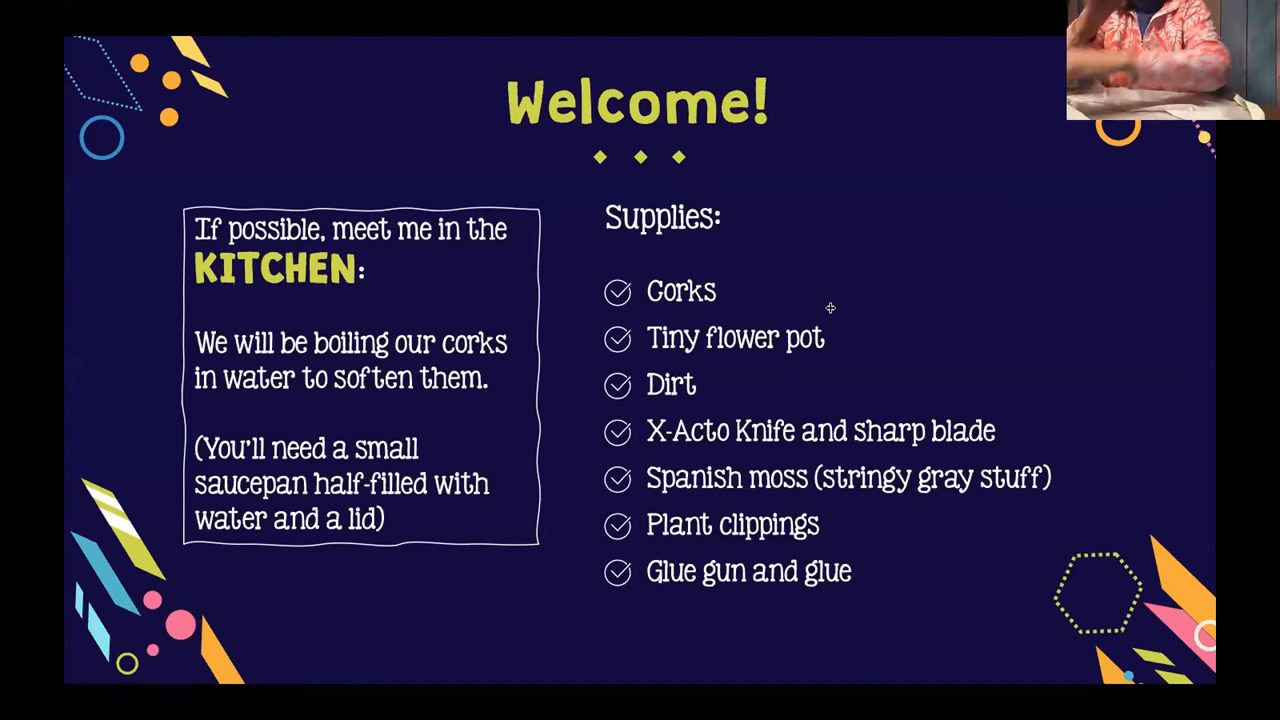 Welcome!
If possible, meet me in the
KITCHEN:
We will be boiling our corks
in water to soften them.
(You'll need a small
saucepan half-filled with
water and a lid)
Supplies:
Corks
Tiny flower pot
Dirt
X-Acto Knife and sharp blade
Spanish moss (stringy gray stuff)
Plant clippings
Glue gun and glue